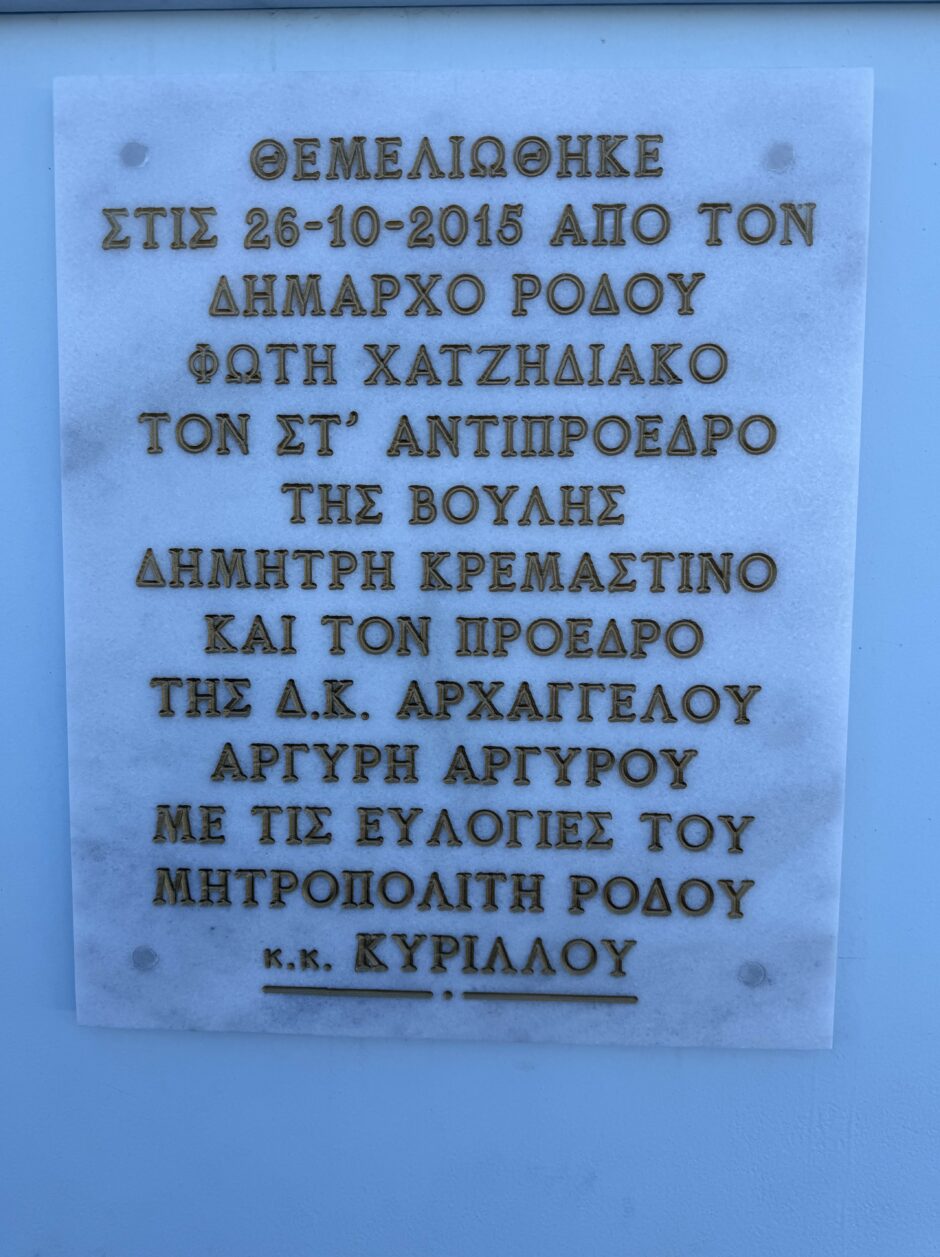 ΘΕΜΕΛΙΩΘΗΚΕ
ΣΤΙΣ 26-10-2015 ΑΠΟ ΤΟΝ
ΔΗΜΑΡΧΟ ΡΟΔΟΥ
ΦΩΤΗ ΧΑΤΖΗΔΙΑΚΟ
ΤΟΝ ΣΤ’ ΑΝΤΙΠΡΟΕΔΡΟ
ΤΗΣ ΒΟΥΛΗΣ
ΔΗΜΗΤΡΗ ΚΡΕΜΑΣΤΙΝΟ
ΚΑΙ ΤΟΝ ΠΡΟΕΔΡΟ
ΤΗΣ Δ.Κ. ΑΡΧΑΓΓΕΛΟΥ
ΑΡΓΥΡΗ ΑΡΓΥΡΟΥ
ΜΕ ΤΙΣ ΕΥΛΟΓΙΕΣ ΤΟΥ
ΜΗΤΡΟΠΟΛΙΤΗ ΡΟΔΟΥ
κ.κ. ΚΥΡΙΛΛΟΥ